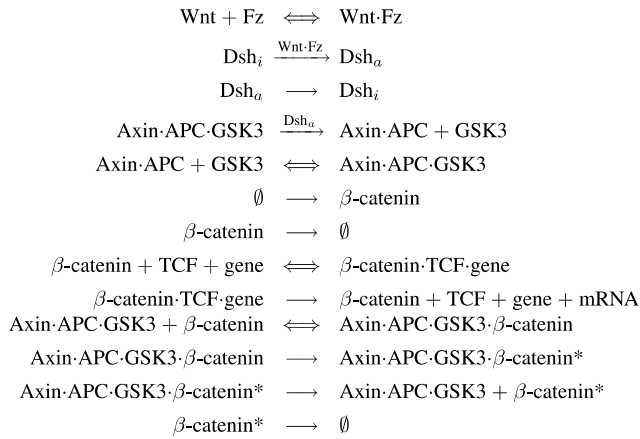 Wnt + Fz ⟺ Wnt·Fz
Dsh_i —Wnt·Fz→ Dsh_a
Dsh_a ⟶ Dsh_i
Axin·APC·GSK3 —Dsh_a→ Axin·APC + GSK3
Axin·APC + GSK3 ⟺ Axin·APC·GSK3
∅ ⟶ β-catenin
β-catenin ⟶ ∅
β-catenin + TCF + gene ⟺ β-catenin·TCF·gene
β-catenin·TCF·gene ⟶ β-catenin + TCF + gene + mRNA
Axin·APC·GSK3 + β-catenin ⟺ Axin·APC·GSK3·β-catenin
Axin·APC·GSK3·β-catenin ⟶ Axin·APC·GSK3·β-catenin*
Axin·APC·GSK3·β-catenin* ⟶ Axin·APC·GSK3 + β-catenin*
β-catenin* ⟶ ∅